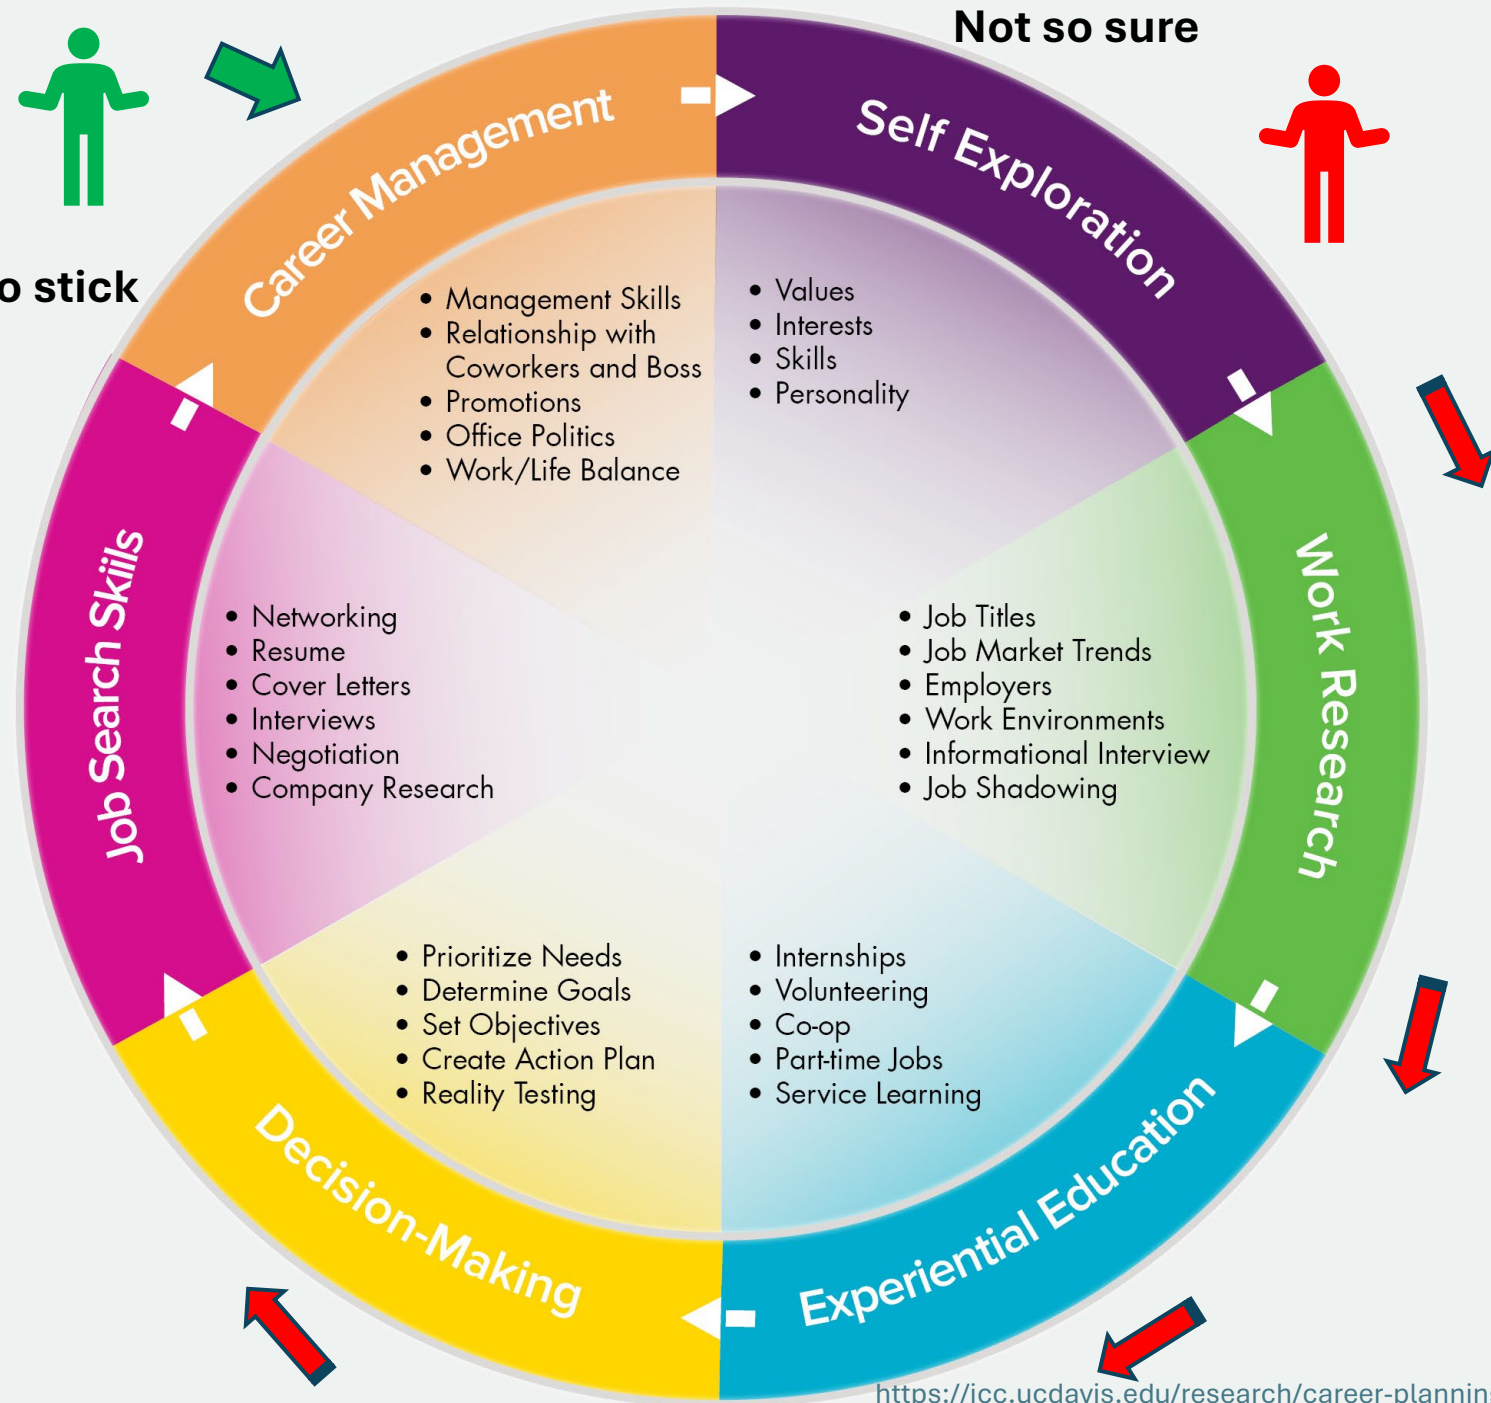 Not so sure
o stick
Career Management
• Management Skills
• Relationship with
Coworkers and Boss
• Promotions
• Office Politics
• Work/Life Balance
Self Exploration
• Values
• Interests
• Skills
• Personality
Work Research
• Job Titles
• Job Market Trends
• Employers
• Work Environments
• Informational Interview
• Job Shadowing
Experiential Education
• Internships
• Volunteering
• Co-op
• Part-time Jobs
• Service Learning
Decision-Making
• Prioritize Needs
• Determine Goals
• Set Objectives
• Create Action Plan
• Reality Testing
Job Search Skiils
• Networking
• Resume
• Cover Letters
• Interviews
• Negotiation
• Company Research
https://icc.ucdavis.edu/research/career-planning